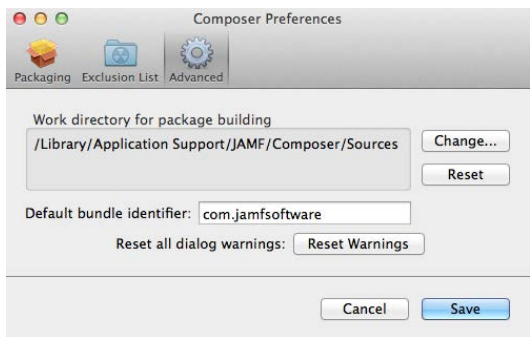 Composer Preferences
Packaging Exclusion List Advanced
Work directory for package building
/Library/Application Support/JAMF/Composer/Sources
Change...
Reset
Default bundle identifier: com.jamfsoftware
Reset all dialog warnings: Reset Warnings
Cancel Save